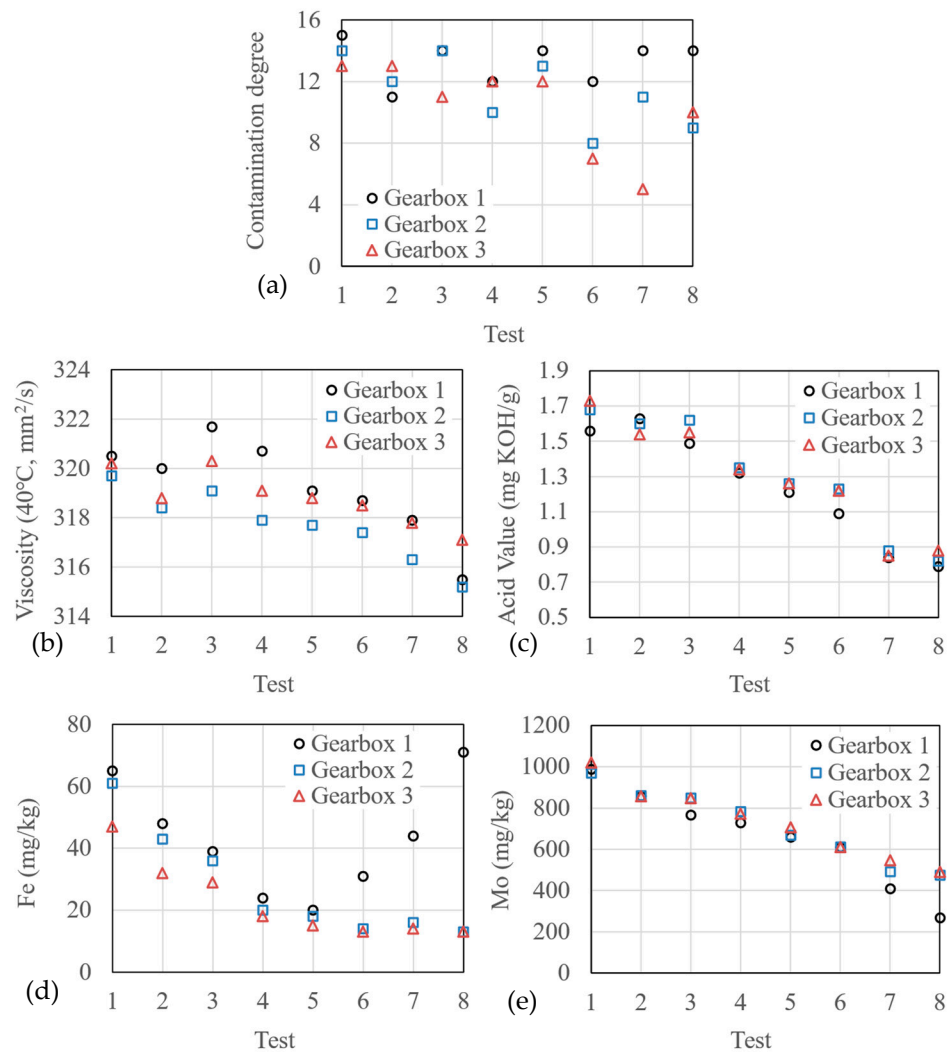 Contamination degree
16
12
8
4
0
Gearbox 1
Gearbox 2
Gearbox 3
1 2 3 4 5 6 7 8
Test
(a)
Viscosity (40℃, mm²/s)
324
322
320
318
316
314
Gearbox 1
Gearbox 2
Gearbox 3
1 2 3 4 5 6 7 8
Test
(b)
Acid Value (mg KOH/g)
1.9
1.7
1.5
1.3
1.1
0.9
0.7
0.5
Gearbox 1
Gearbox 2
Gearbox 3
1 2 3 4 5 6 7 8
Test
(c)
Fe (mg/kg)
80
60
40
20
0
Gearbox 1
Gearbox 2
Gearbox 3
1 2 3 4 5 6 7 8
Test
(d)
Mo (mg/kg)
1200
1000
800
600
400
200
0
Gearbox 1
Gearbox 2
Gearbox 3
1 2 3 4 5 6 7 8
Test
(e)